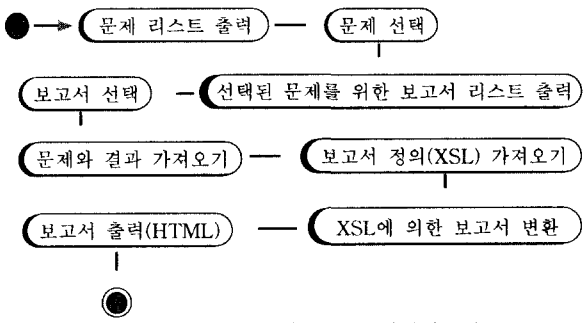 문제 리스트 출력
문제 선택
보고서 선택
선택된 문제를 위한 보고서 리스트 출력
문제와 결과 가져오기
보고서 정의(XSL) 가져오기
보고서 출력(HTML)
XSL에 의한 보고서 변환